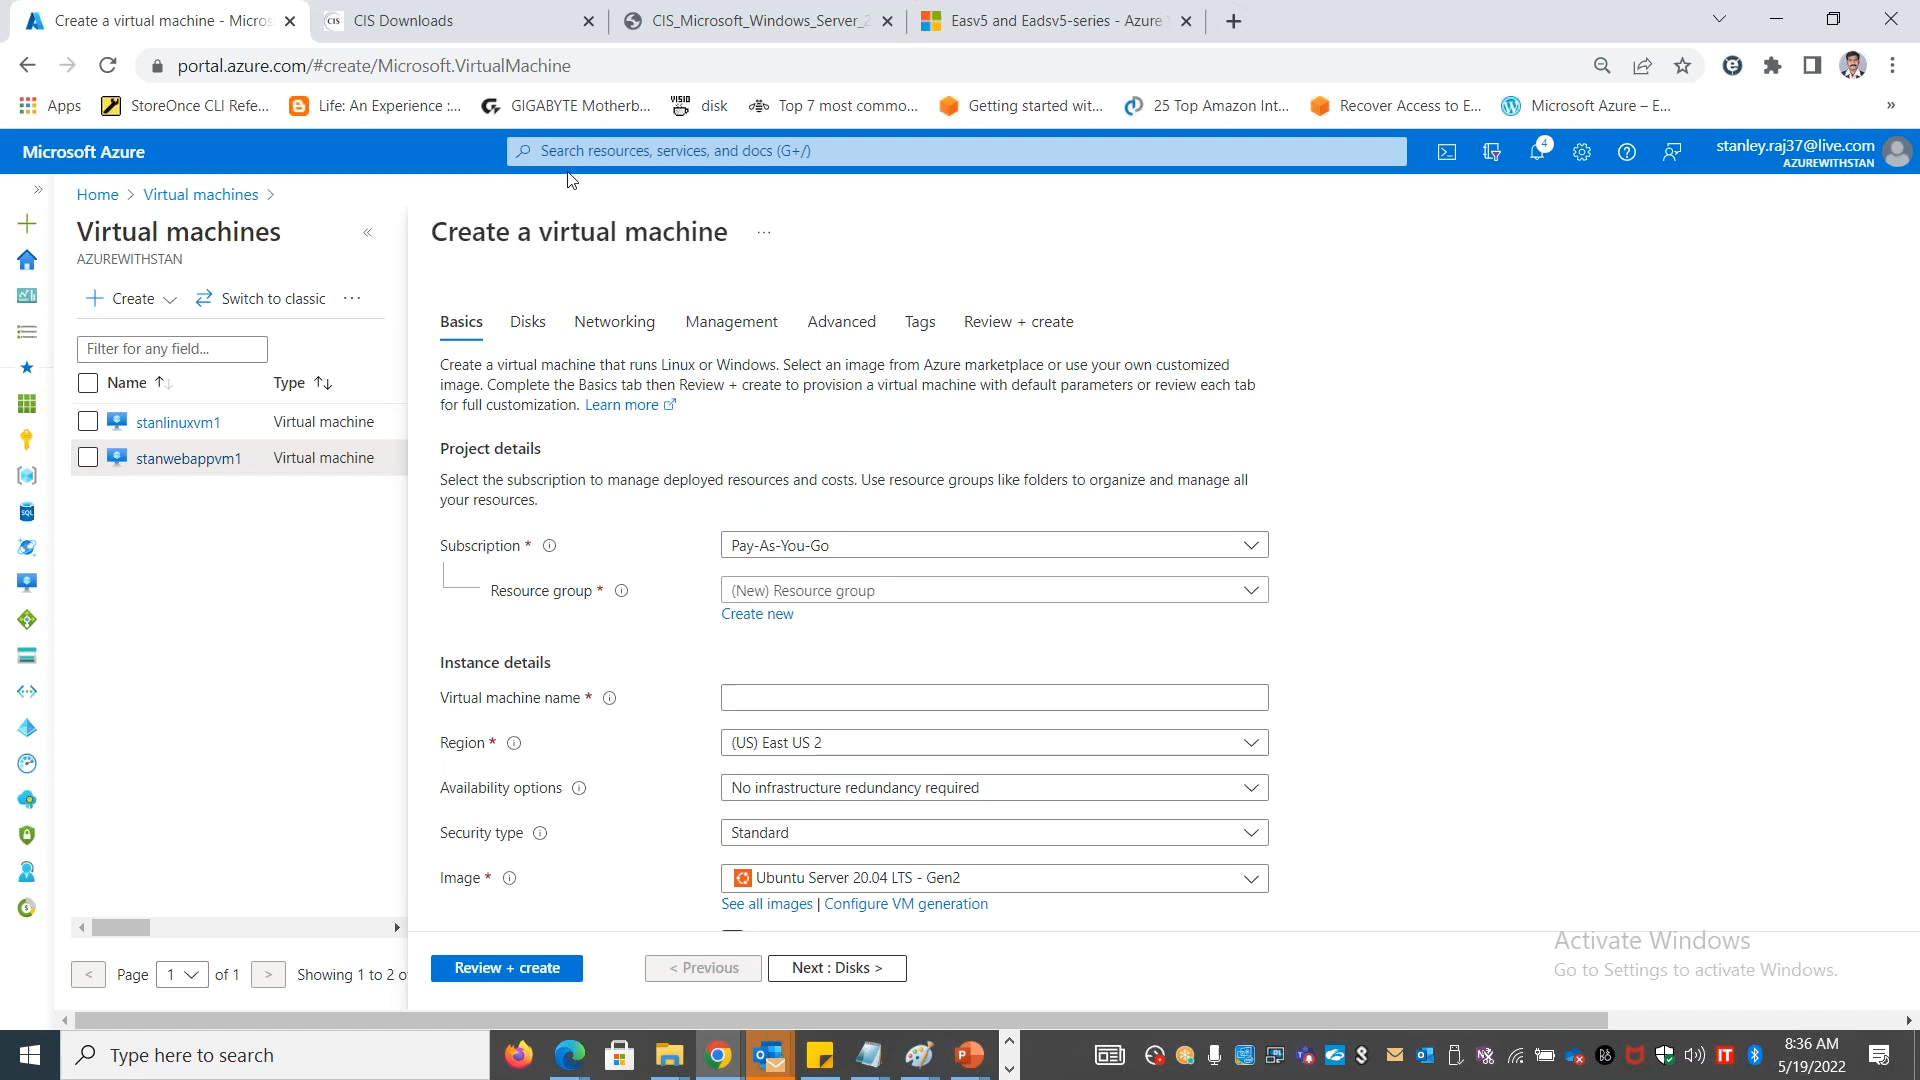 Create a virtual machine - Micros
CIS Downloads
CIS_Microsoft_Windows_Server_2
Easv5 and Eadsv5-series - Azure
portal.azure.com/#create/Microsoft.VirtualMachine
Apps
StoreOnce CLI Refe...
Life: An Experience :...
GIGABYTE Motherb...
disk
Top 7 most commo...
Getting started wit...
25 Top Amazon Int...
Recover Access to E...
Microsoft Azure – E...
»
Microsoft Azure
Search resources, services, and docs (G+/)
4
stanley.raj37@live.com
AZUREWITHSTAN
Home > Virtual machines >
Virtual machines
«
AZUREWITHSTAN
Create
Switch to classic
...
Filter for any field...
Name ↑↓
Type ↑↓
stanlinuxvm1
Virtual machine
stanwebappvm1
Virtual machine
< Page 1 of 1 > Showing 1 to 2 o
Create a virtual machine ...
Basics
Disks
Networking
Management
Advanced
Tags
Review + create
Create a virtual machine that runs Linux or Windows. Select an image from Azure marketplace or use your own customized
image. Complete the Basics tab then Review + create to provision a virtual machine with default parameters or review each tab
for full customization. Learn more
Project details
Select the subscription to manage deployed resources and costs. Use resource groups like folders to organize and manage all
your resources.
Subscription *
Pay-As-You-Go
Resource group *
(New) Resource group
Create new
Instance details
Virtual machine name *
Region *
(US) East US 2
Availability options
No infrastructure redundancy required
Security type
Standard
Image *
Ubuntu Server 20.04 LTS - Gen2
See all images | Configure VM generation
Review + create
< Previous
Next : Disks >
Activate Windows
Go to Settings to activate Windows.
Type here to search
8:36 AM
5/19/2022